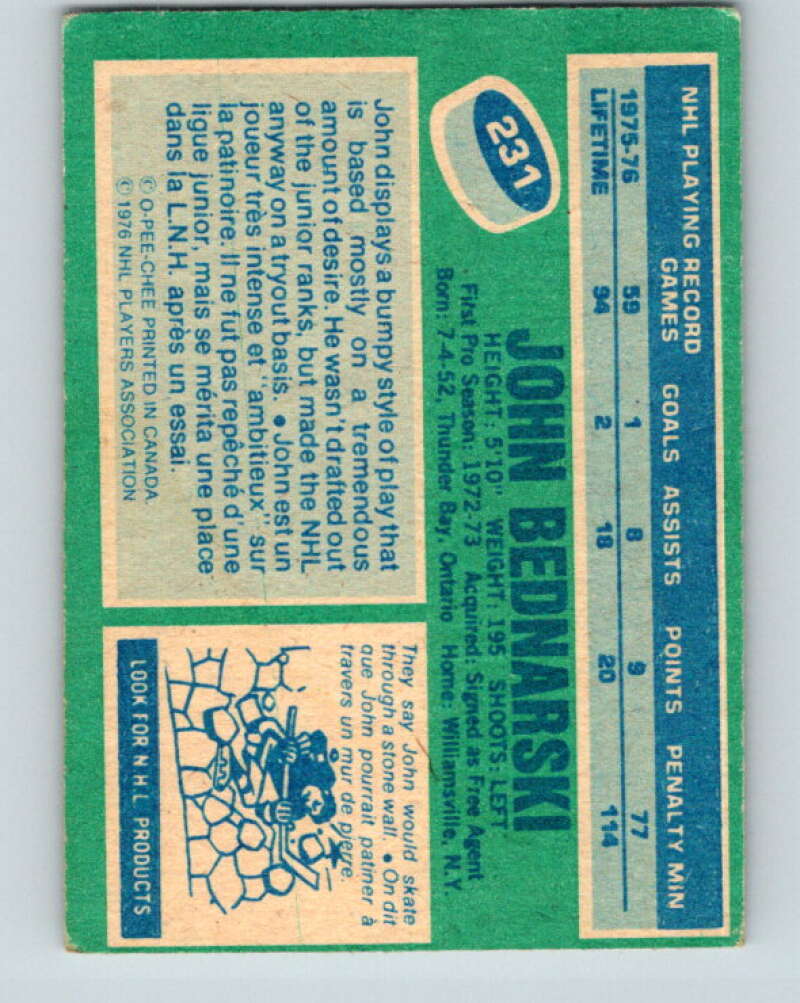 231
NHL PLAYING RECORD
GAMES GOALS ASSISTS POINTS PENALTY MIN
1975-76 59 1 8 9 77
LIFETIME 94 2 18 20 114
JOHN BEDNARSKI
HEIGHT: 5'10" WEIGHT: 195 SHOOTS: LEFT
First Pro Season: 1972-73 Acquired: Signed as Free Agent
Born: 7-4-52, Thunder Bay, Ontario Home: Williamsville, N.Y.
John displays a bumpy style of play that
is based mostly on a tremendous
amount of desire. He wasn't drafted out
of the junior ranks, but made the NHL
anyway on a tryout basis. • John est un
joueur très intense et "ambitieux" sur
la patinoire. Il ne fut pas repêché d'une
ligue junior, mais se mérita une place
dans la L.N.H. après un essai.
© O-PEE-CHEE PRINTED IN CANADA.
© 1976 NHL PLAYERS ASSOCIATION
They say John would skate
through a stone wall. • On dit
que John pourrait patiner à
travers un mur de pierre.
LOOK FOR N H L PRODUCTS